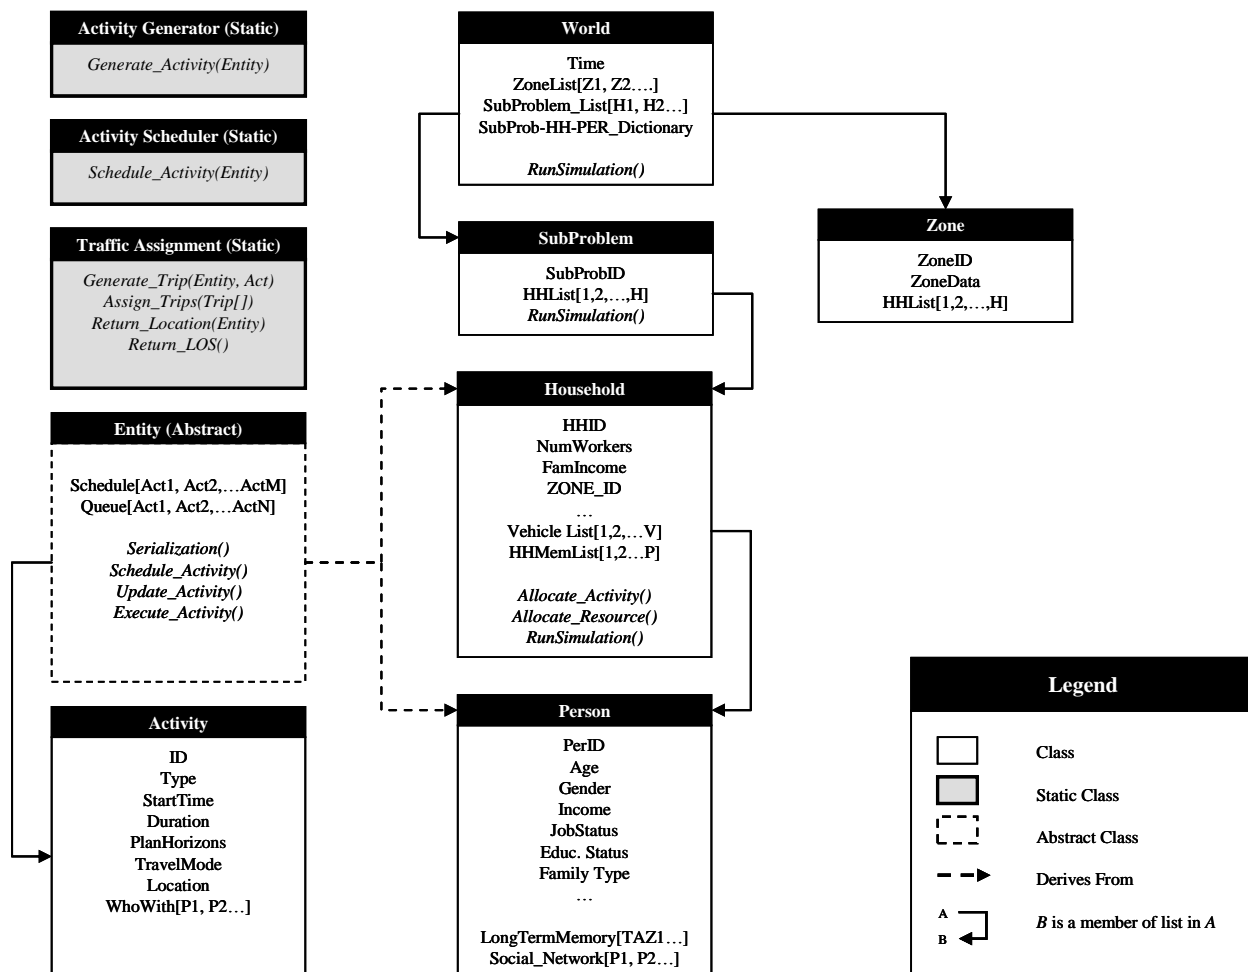 Activity Generator (Static)
Generate_Activity(Entity)
Activity Scheduler (Static)
Schedule_Activity(Entity)
Traffic Assignment (Static)
Generate_Trip(Entity, Act)
Assign_Trips(Trip[])
Return_Location(Entity)
Return_LOS()
Entity (Abstract)
Schedule[Act1, Act2,…ActM]
Queue[Act1, Act2,…ActN]
Serialization()
Schedule_Activity()
Update_Activity()
Execute_Activity()
Activity
ID
Type
StartTime
Duration
PlanHorizons
TravelMode
Location
WhoWith[P1, P2…]
World
Time
ZoneList[Z1, Z2….]
SubProblem_List[H1, H2…]
SubProb-HH-PER_Dictionary
RunSimulation()
SubProblem
SubProbID
HHList[1,2,…,H]
RunSimulation()
Household
HHID
NumWorkers
FamIncome
ZONE_ID
…
Vehicle List[1,2,…V]
HHMemList[1,2…P]
Allocate_Activity()
Allocate_Resource()
RunSimulation()
Person
PerID
Age
Gender
Income
JobStatus
Educ. Status
Family Type
…
LongTermMemory[TAZ1…]
Social_Network[P1, P2…]
Zone
ZoneID
ZoneData
HHList[1,2,…,H]
Legend
Class
Static Class
Abstract Class
Derives From
A
B
B is a member of list in A